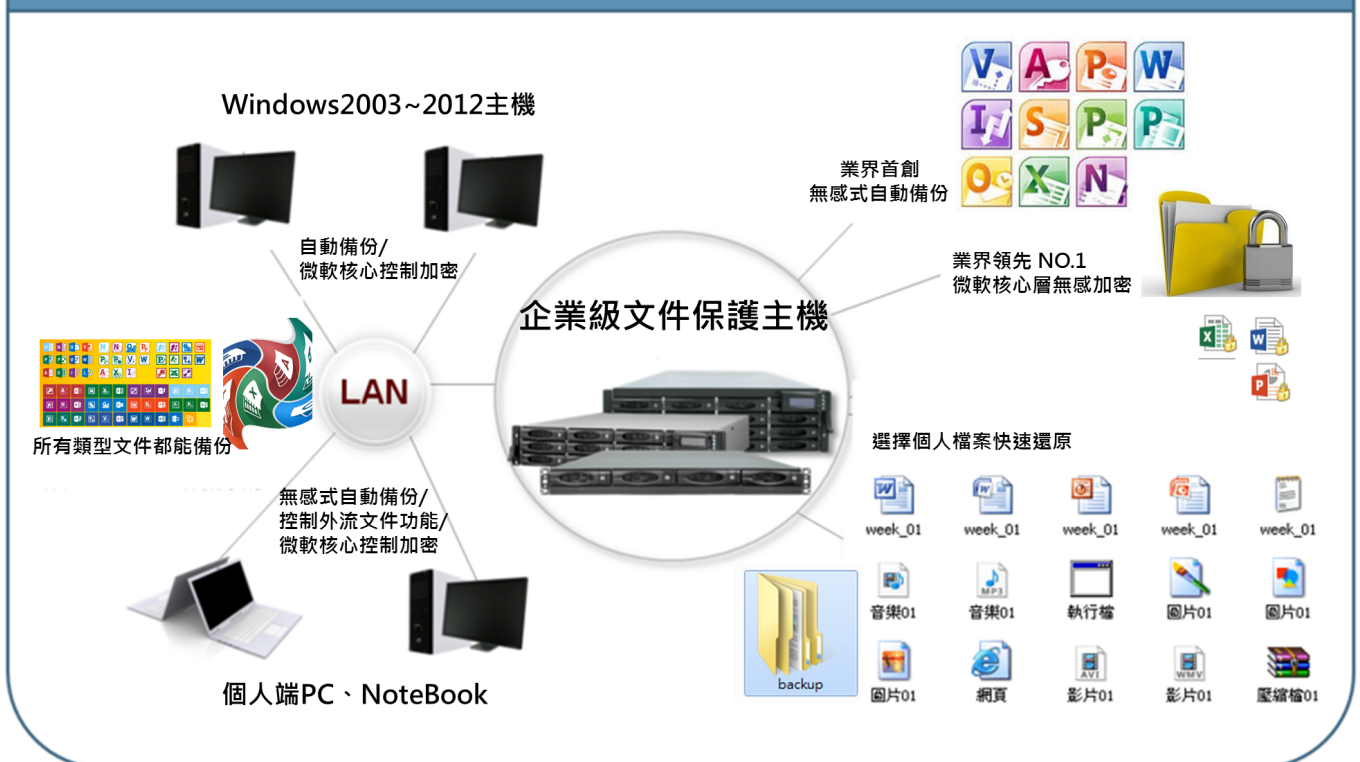 Windows2003~2012主機
自動備份/
微軟核心控制加密
所有類型文件都能備份
LAN
無感式自動備份/
控制外流文件功能/
微軟核心控制加密
個人端PC、NoteBook
企業級文件保護主機
業界首創
無感式自動備份
V A P W
I S P P
O X N
業界領先 NO.1
微軟核心層無感加密
X W
P
選擇個人檔案快速還原
week_01 week_01 week_01 week_01 week_01
MP3
音樂01 音樂01 執行檔 圖片01 圖片01
AVI WMV
圖片01 網頁 影片01 影片01 壓縮檔01
backup